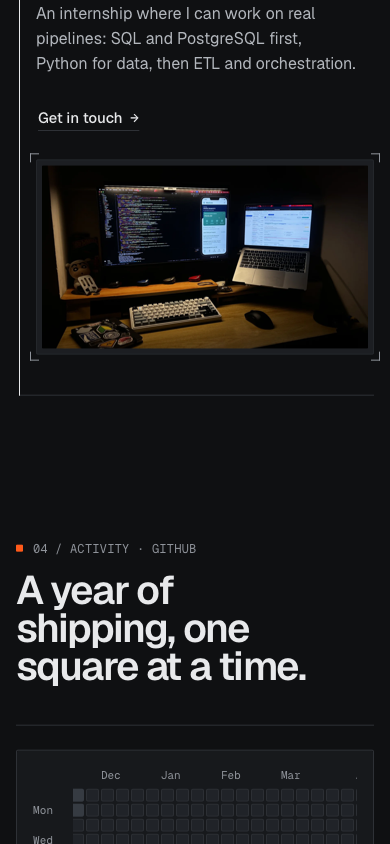 An internship where I can work on real
pipelines: SQL and PostgreSQL first,
Python for data, then ETL and orchestration.
Get in touch →
04 / ACTIVITY · GITHUB
A year of
shipping, one
square at a time.
Dec Jan Feb Mar
Mon
Wed